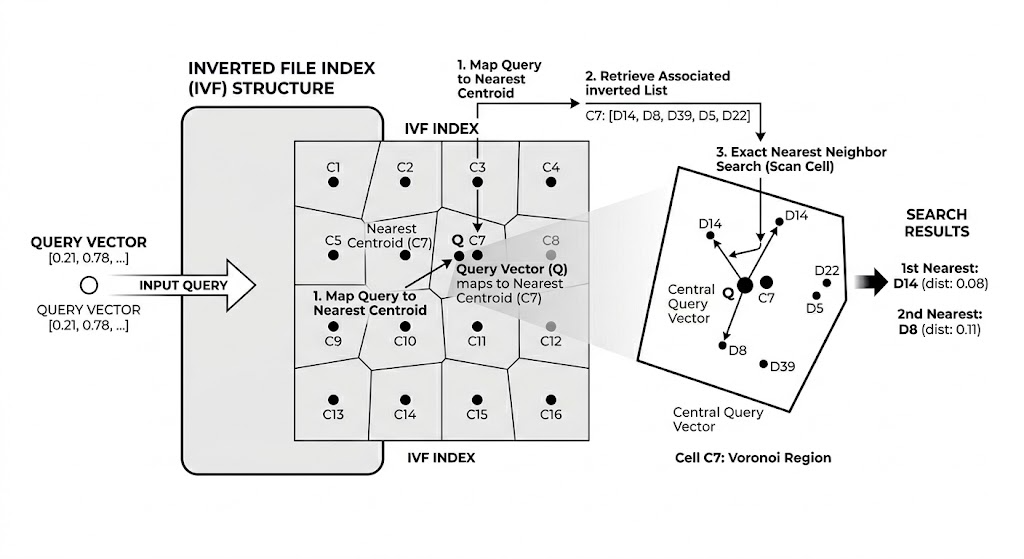 INVERTED FILE INDEX
(IVF) STRUCTURE
1. Map Query
to Nearest
Centroid
2. Retrieve Associated
inverted List
C7: [D14, D8, D39, D5, D22]
IVF INDEX
3. Exact Nearest Neighbor
Search (Scan Cell)
C1
C2
C3
C4
QUERY VECTOR
[0.21, 0.78, ...]
INPUT QUERY
QUERY VECTOR
[0.21, 0.78, ...]
C5
Nearest
Centroid (C7)
Q
C7
C8
Query Vector (Q)
maps to Nearest
Centroid (C7)
1. Map Query to
Nearest Centroid
C9
C10
C11
C12
C13
C14
C15
C16
IVF INDEX
D14
D14
Central
Query
Vector
Q
C7
D22
D5
D8
D39
Central Query
Vector
Cell C7: Voronoi Region
SEARCH
RESULTS
1st Nearest:
D14 (dist: 0.08)
2nd Nearest:
D8 (dist: 0.11)